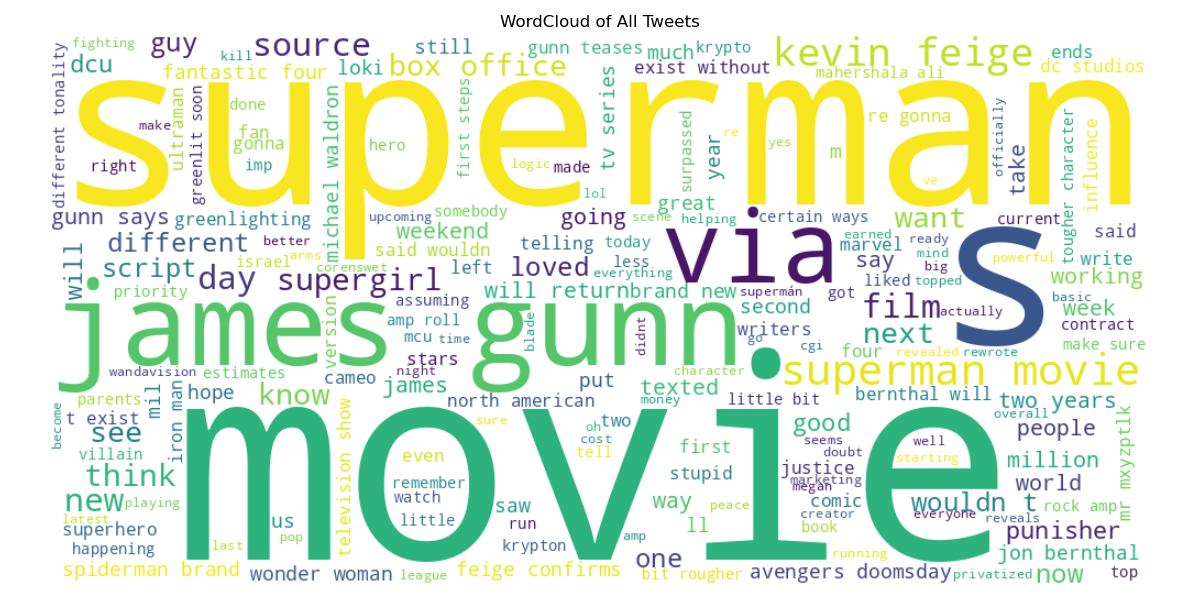 WordCloud of All Tweets
fighting
guy
source
kill
still
gunn teases
much
krypto
kevin feige
ends
dcu
fantastic four
loki
box office
exist without
mahershala ali
dc studios
superman
different tonality
ultraman
greenlit soon
done
fan
gonna
make
right
imp
michael waldron
hero
first steps
logic
made
tv series
lol
surpassed
year
re
yes
m
re gonna
officially
take
tougher character
influence
ve
great
gunn says
greenlighting
upcoming
somebody
weekend
going
scene
helping
certain ways
want
current
said
will
different
better
israel
arms
said wouldn
telling
today
via
earned
marvel
ready
mind
s
powerful
write
script
day
supergirl
corenswet
left
less
loved
everything
say
big
liked
topped
working
priority
assuming
will return
brand new
supermán
got
film
actually
basic
week
james gunn
version
amp roll
mcu
time
blade
didnt
second
writers
go
cgi
next
contract
make sure
wandavision
estimates
night
stars
cameo
character
four
revealed
rewrote
superman movie
parents
mil
iron man
hope
know
james
north american
put
texted
money
little bit
bernthal will
two years
t exist
become
see
villain
television show
movie
sure
oh
two
cost
tell
first
good
overall
people
mr mxyzptlk
think
even
remember
watch
stupid
seems
doubt
well
justice
marketing
megan
starting
million
world
new
playing
saw
way
comic
creator
wouldn t
rock amp
latest
superhero
us
pop
little
run
amp
peace
ll
book
everyone
reveals
punisher
happening
last
krypton
one
running
jon bernthal
spiderman brand
wonder woman
league
feige confirms
bit rougher
avengers doomsday
privatized
now
top